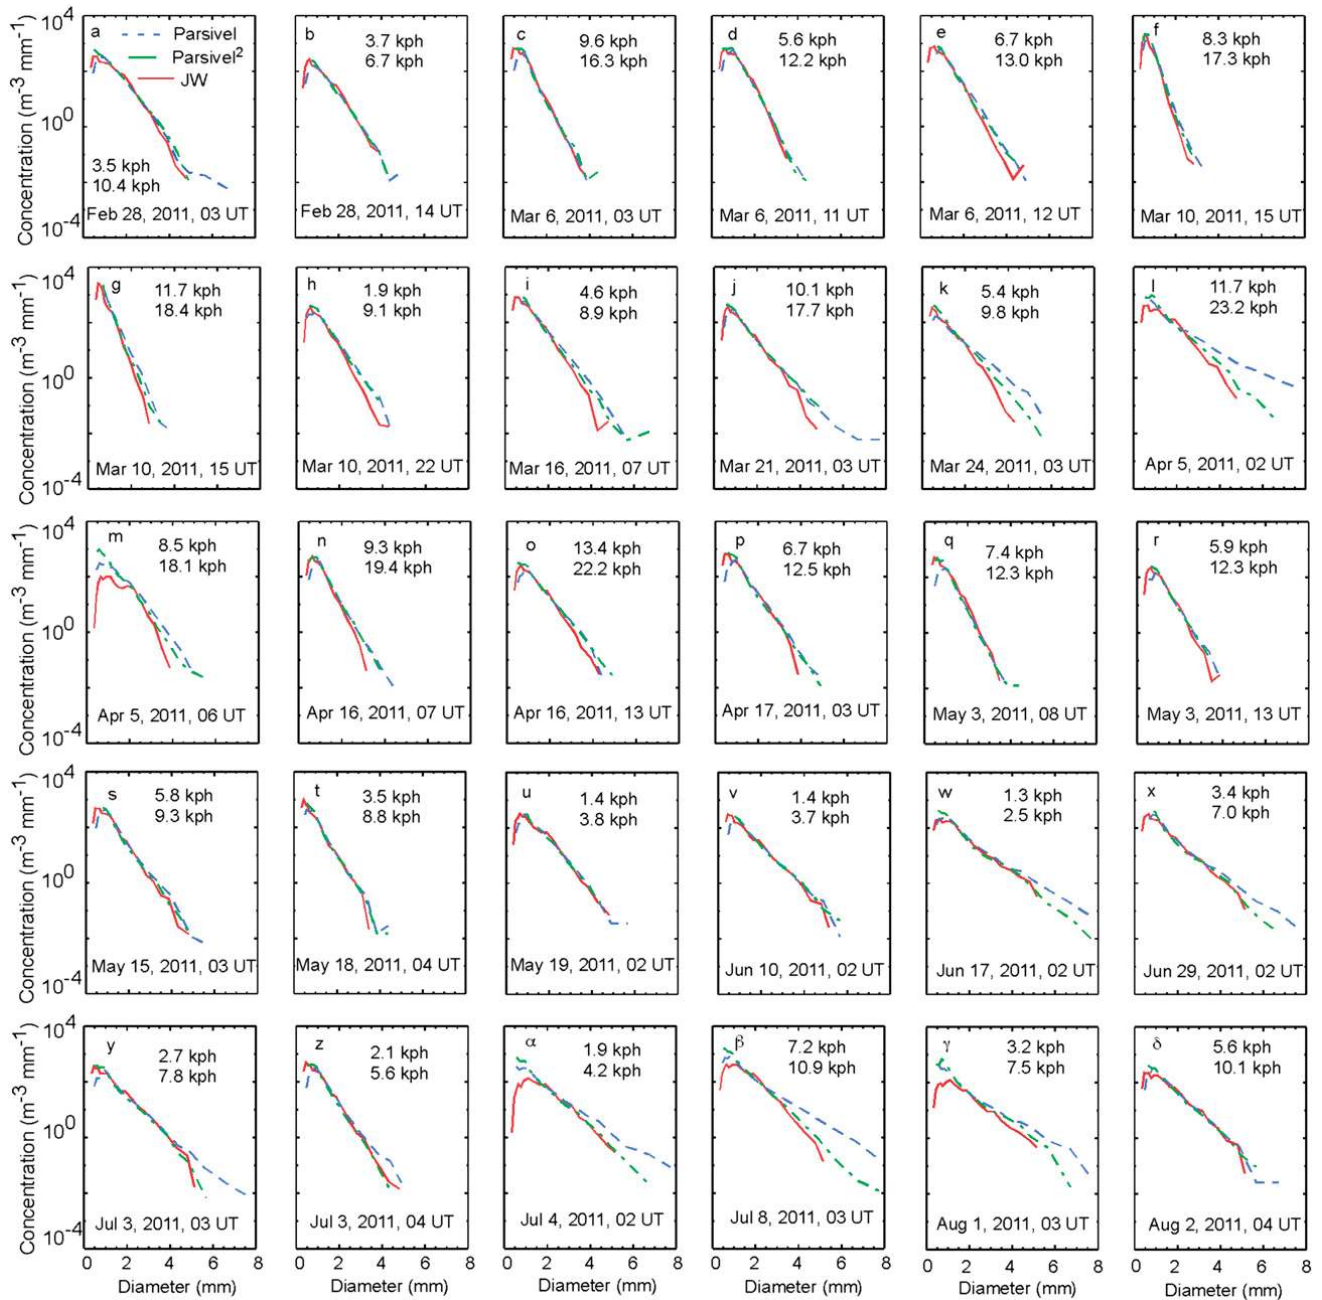 Concentration (m-3 mm-1)
10^4
10^0
10^-4
a
Parsivel
Parsivel²
JW
3.5 kph
10.4 kph
Feb 28, 2011, 03 UT
b
3.7 kph
6.7 kph
Feb 28, 2011, 14 UT
c
9.6 kph
16.3 kph
Mar 6, 2011, 03 UT
d
5.6 kph
12.2 kph
Mar 6, 2011, 11 UT
e
6.7 kph
13.0 kph
Mar 6, 2011, 12 UT
f
8.3 kph
17.3 kph
Mar 10, 2011, 15 UT
Concentration (m-3 mm-1)
10^4
10^0
10^-4
g
11.7 kph
18.4 kph
Mar 10, 2011, 15 UT
h
1.9 kph
9.1 kph
Mar 10, 2011, 22 UT
i
4.6 kph
8.9 kph
Mar 16, 2011, 07 UT
j
10.1 kph
17.7 kph
Mar 21, 2011, 03 UT
k
5.4 kph
9.8 kph
Mar 24, 2011, 03 UT
l
11.7 kph
23.2 kph
Apr 5, 2011, 02 UT
Concentration (m-3 mm-1)
10^4
10^0
10^-4
m
8.5 kph
18.1 kph
Apr 5, 2011, 06 UT
n
9.3 kph
19.4 kph
Apr 16, 2011, 07 UT
o
13.4 kph
22.2 kph
Apr 16, 2011, 13 UT
p
6.7 kph
12.5 kph
Apr 17, 2011, 03 UT
q
7.4 kph
12.3 kph
May 3, 2011, 08 UT
r
5.9 kph
12.3 kph
May 3, 2011, 13 UT
Concentration (m-3 mm-1)
10^4
10^0
10^-4
s
5.8 kph
9.3 kph
May 15, 2011, 03 UT
t
3.5 kph
8.8 kph
May 18, 2011, 04 UT
u
1.4 kph
3.8 kph
May 19, 2011, 02 UT
v
1.4 kph
3.7 kph
Jun 10, 2011, 02 UT
w
1.3 kph
2.5 kph
Jun 17, 2011, 02 UT
x
3.4 kph
7.0 kph
Jun 29, 2011, 02 UT
Concentration (m-3 mm-1)
10^4
10^0
10^-4
y
2.7 kph
7.8 kph
Jul 3, 2011, 03 UT
z
2.1 kph
5.6 kph
Jul 3, 2011, 04 UT
α
1.9 kph
4.2 kph
Jul 4, 2011, 02 UT
β
7.2 kph
10.9 kph
Jul 8, 2011, 03 UT
γ
3.2 kph
7.5 kph
Aug 1, 2011, 03 UT
δ
5.6 kph
10.1 kph
Aug 2, 2011, 04 UT
0 2 4 6 8 0 2 4 6 8 0 2 4 6 8 0 2 4 6 8 0 2 4 6 8 0 2 4 6 8
Diameter (mm) Diameter (mm) Diameter (mm) Diameter (mm) Diameter (mm) Diameter (mm)